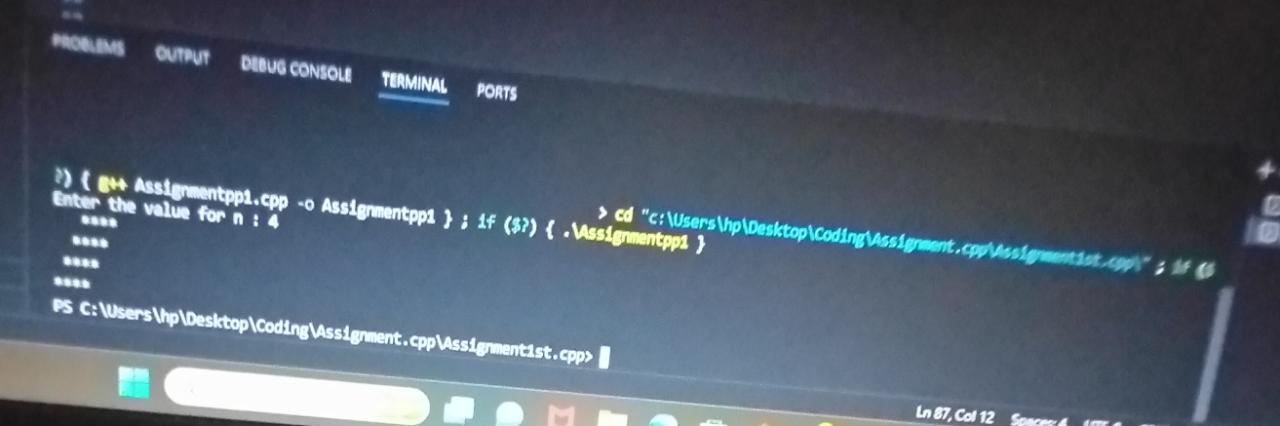 PROBLEMS OUTPUT DEBUG CONSOLE TERMINAL PORTS
> cd "c:\Users\hp\Desktop\Coding\Assignment.cpp\Assignment1st.cpp\" ; if ($
?) { g++ Assignmentpp1.cpp -o Assignmentpp1 } ; if ($?) { .\Assignmentpp1 }
Enter the value for n : 4
   ****
  ****
 ****
****
PS C:\Users\hp\Desktop\Coding\Assignment.cpp\Assignment1st.cpp>
Ln 87, Col 12 Spaces: 4